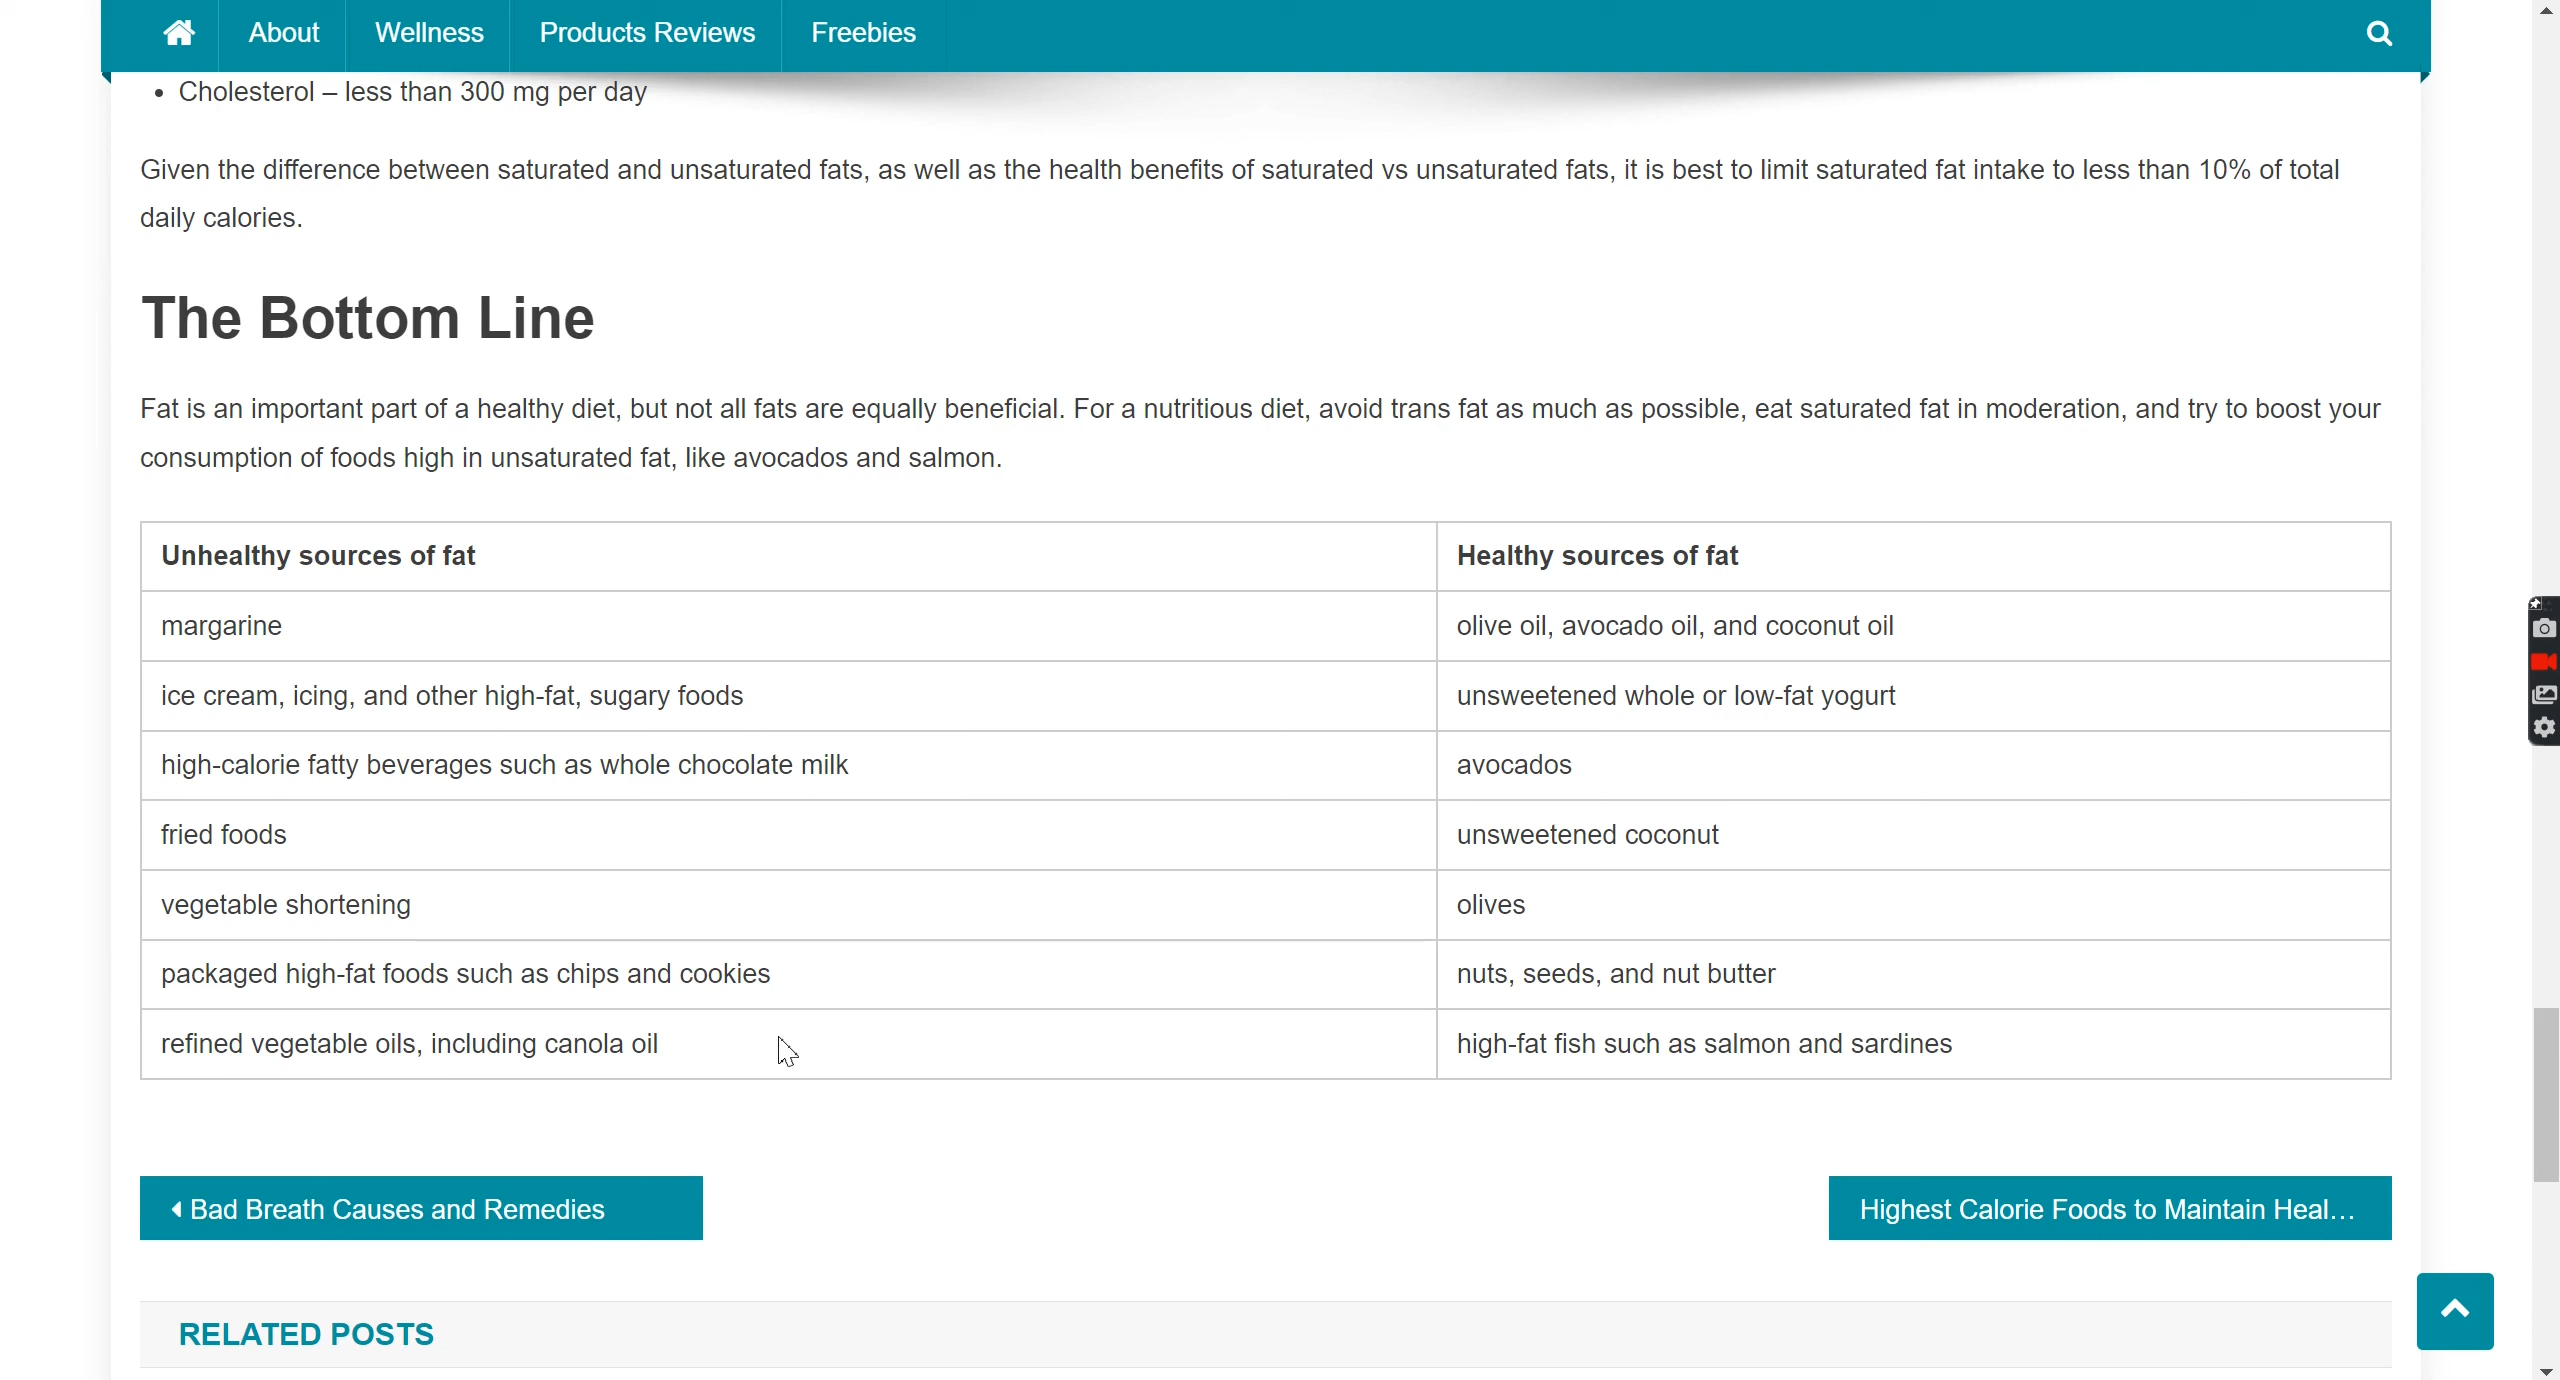 About Wellness Products Reviews Freebies
• Cholesterol – less than 300 mg per day
Given the difference between saturated and unsaturated fats, as well as the health benefits of saturated vs unsaturated fats, it is best to limit saturated fat intake to less than 10% of total
daily calories.
The Bottom Line
Fat is an important part of a healthy diet, but not all fats are equally beneficial. For a nutritious diet, avoid trans fat as much as possible, eat saturated fat in moderation, and try to boost your
consumption of foods high in unsaturated fat, like avocados and salmon.
Unhealthy sources of fat Healthy sources of fat
margarine olive oil, avocado oil, and coconut oil
ice cream, icing, and other high-fat, sugary foods unsweetened whole or low-fat yogurt
high-calorie fatty beverages such as whole chocolate milk avocados
fried foods unsweetened coconut
vegetable shortening olives
packaged high-fat foods such as chips and cookies nuts, seeds, and nut butter
refined vegetable oils, including canola oil high-fat fish such as salmon and sardines
Bad Breath Causes and Remedies Highest Calorie Foods to Maintain Heal…
RELATED POSTS